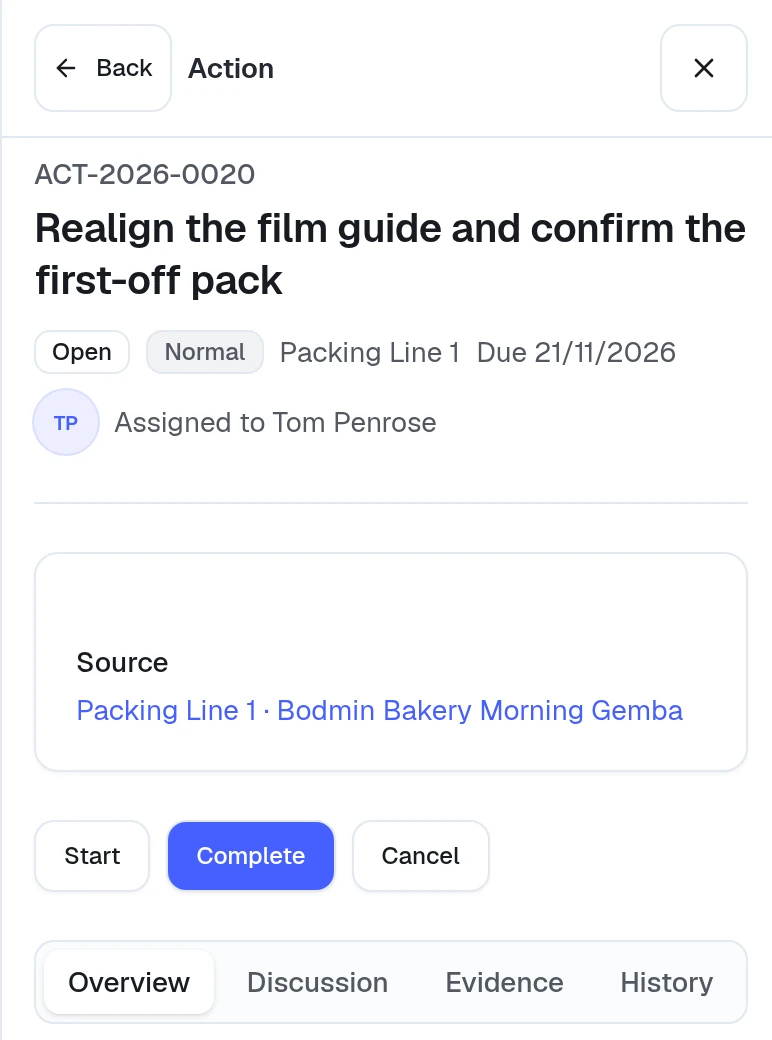 Back Action
ACT-2026-0020
Realign the film guide and confirm the
first-off pack
Open Normal Packing Line 1 Due 21/11/2026
TP Assigned to Tom Penrose
Source
Packing Line 1 · Bodmin Bakery Morning Gemba
Start Complete Cancel
Overview Discussion Evidence History